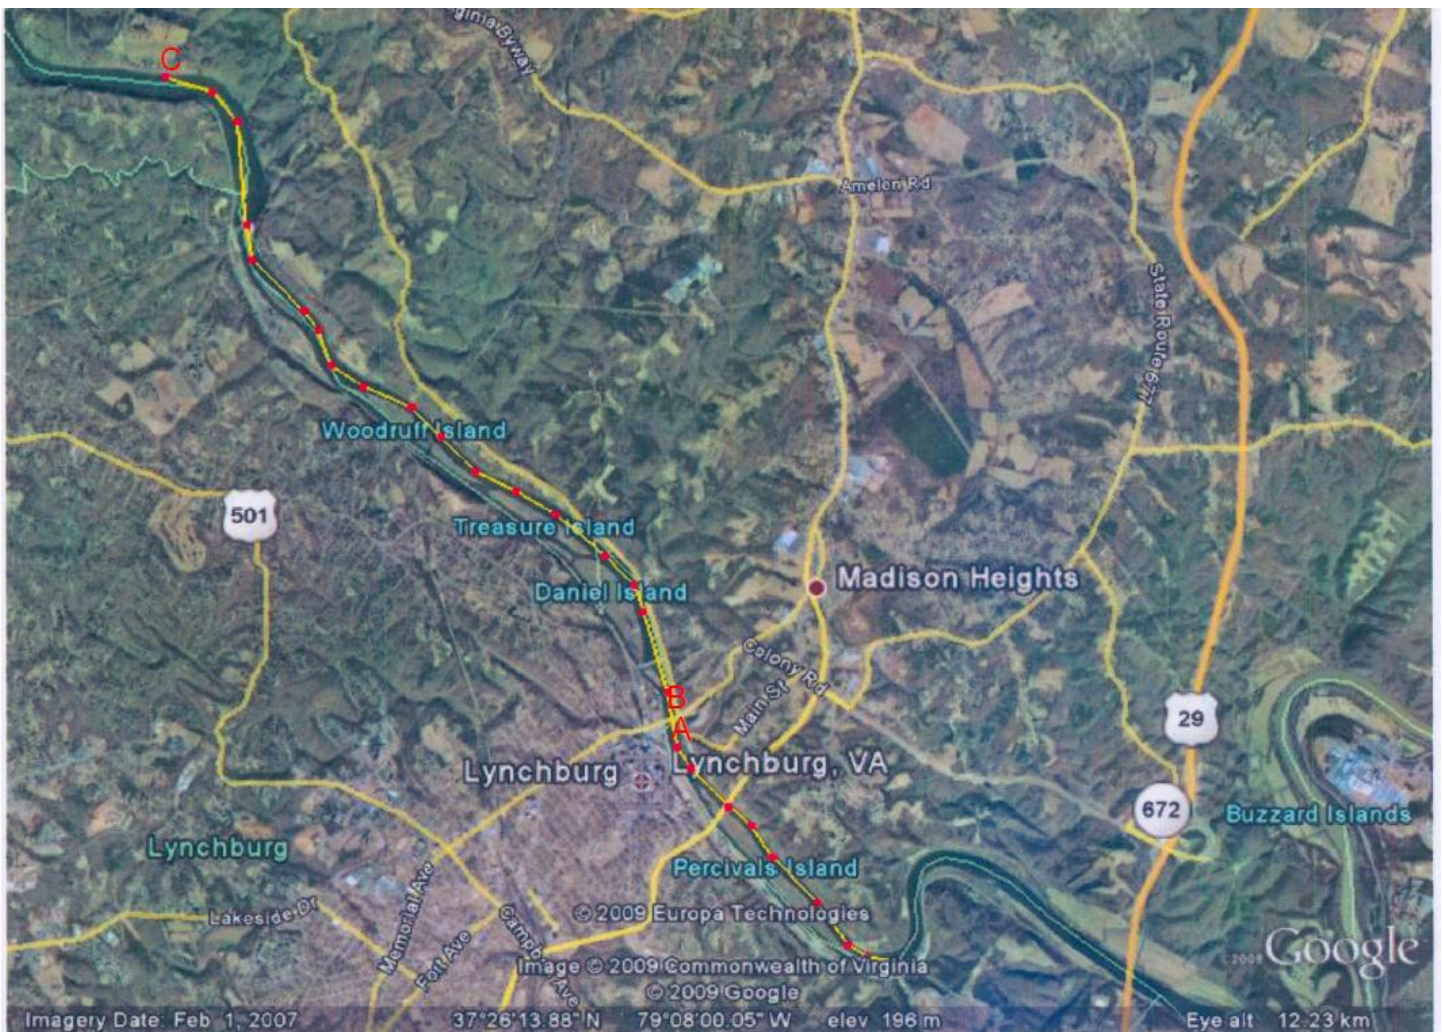 ginia Byway
C
Amelon Rd
State Route 677
Woodruff Island
501
Treasure Island
Daniel Island
Madison Heights
Colony Rd
B
Main St
29
A
Lynchburg
Lynchburg, VA
672
Buzzard Islands
Lynchburg
Percivals Island
Memorial Ave
Lakeside Dr
Campbell Ave
Fort Ave
© 2009 Europa Technologies
Image © 2009 Commonwealth of Virginia
© 2009 Google
© 2009 Google
Imagery Date: Feb 1, 2007 37°26'13.88" N 79°08'00.05" W elev 196 m Eye alt 12.23 km